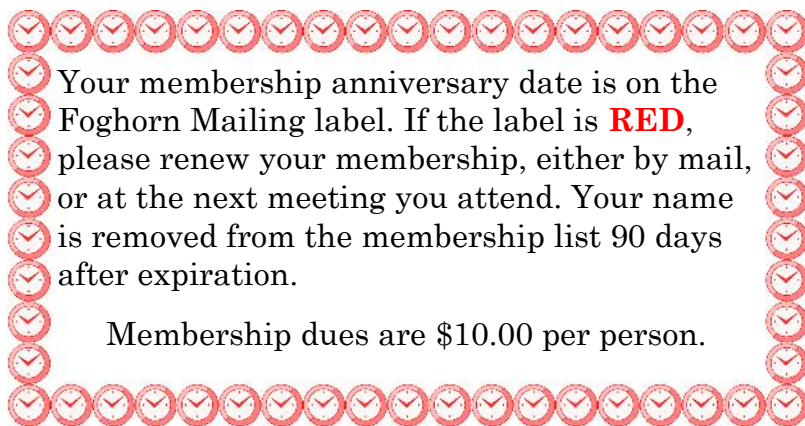 Your membership anniversary date is on the
Foghorn Mailing label. If the label is RED,
please renew your membership, either by mail,
or at the next meeting you attend. Your name
is removed from the membership list 90 days
after expiration.
Membership dues are $10.00 per person.